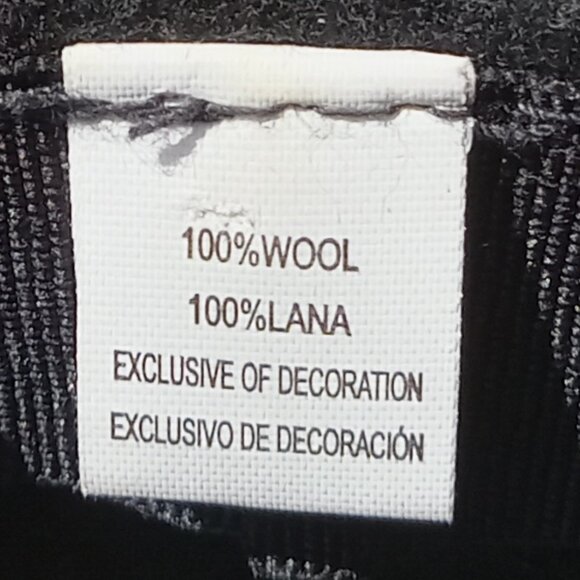 100%WOOL
100%LANA
EXCLUSIVE OF DECORATION
EXCLUSIVO DE DECORACIÓN